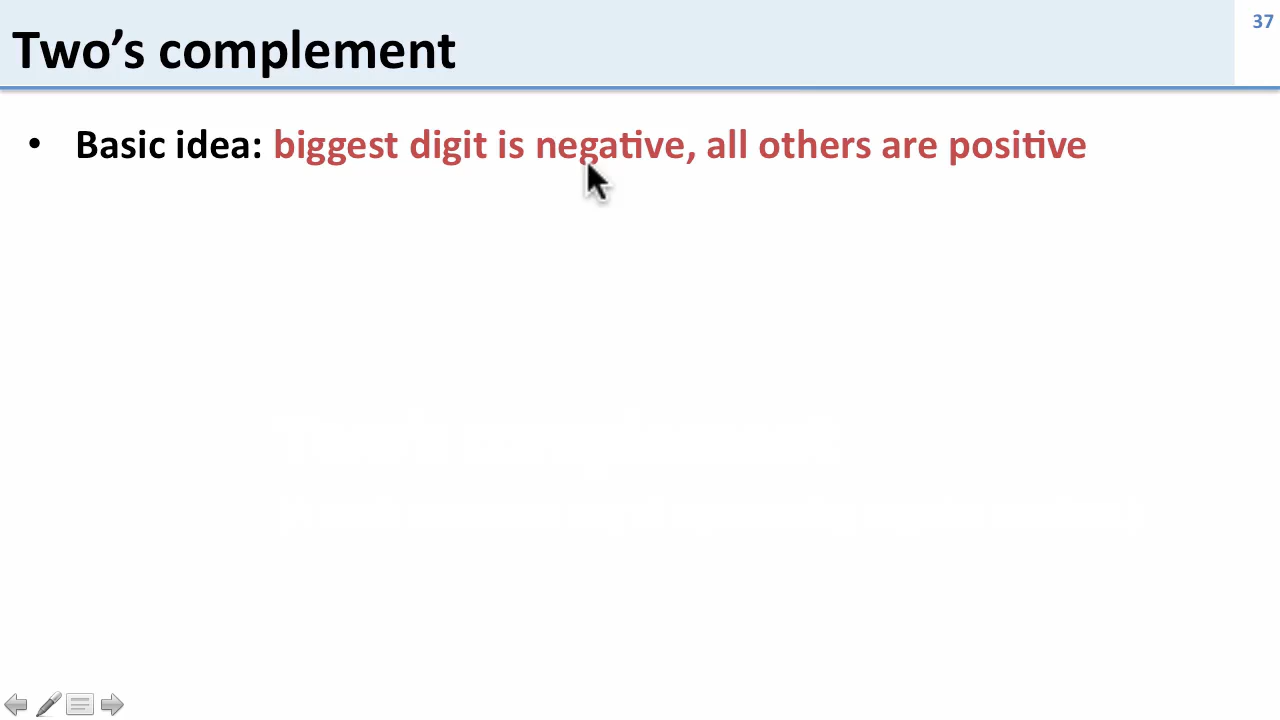 Two’s complement
37
• Basic idea: biggest digit is negative, all others are positive